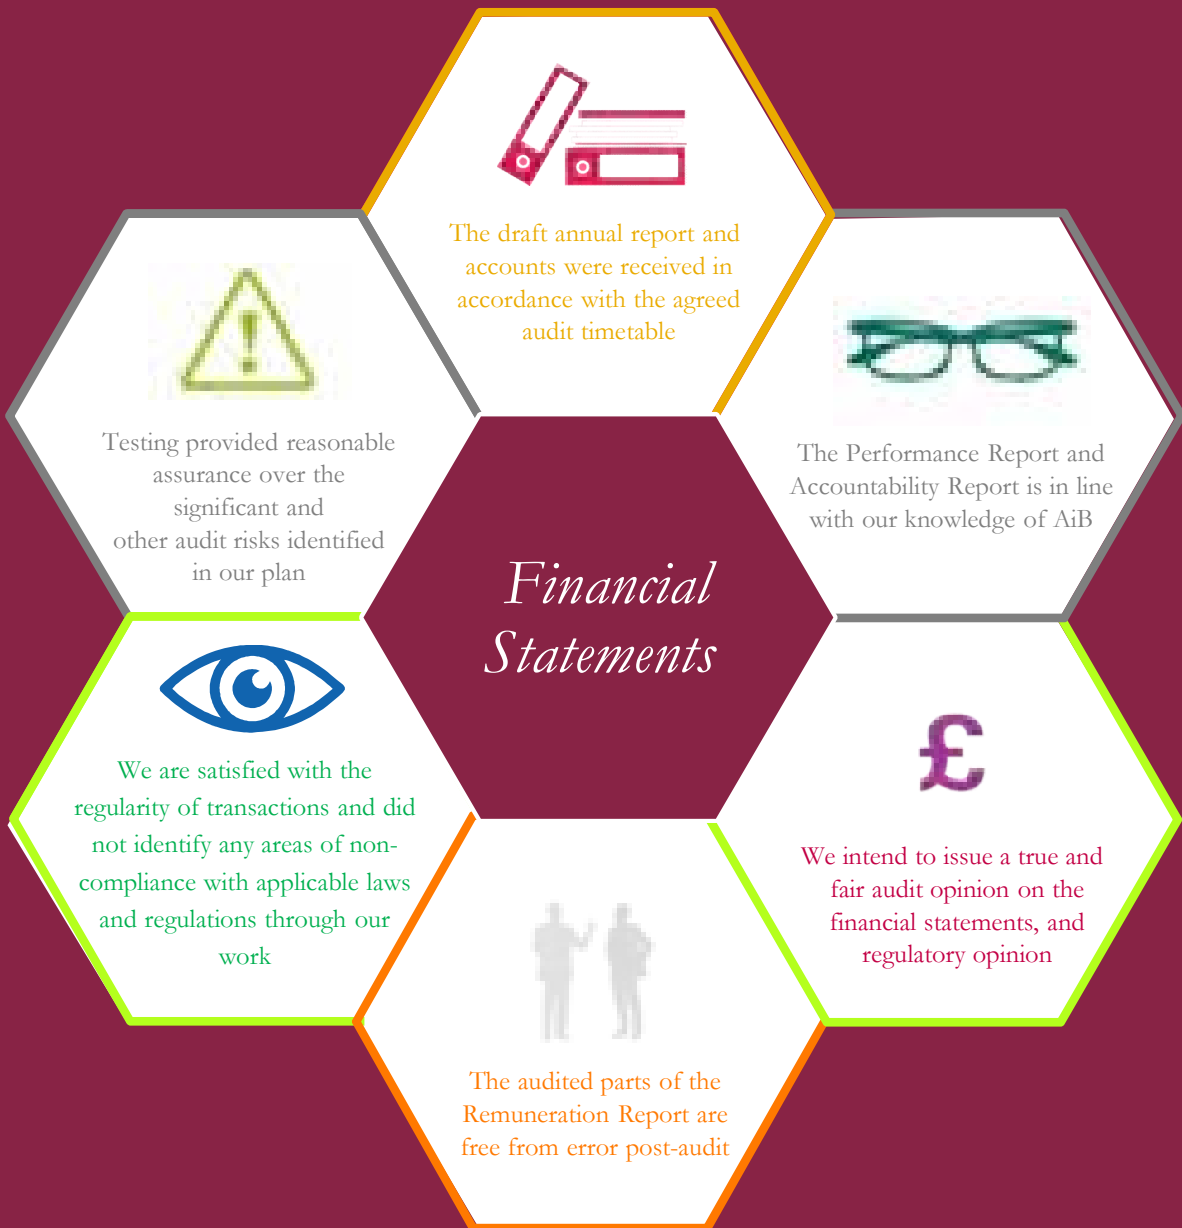 The draft annual report and
accounts were received in
accordance with the agreed
audit timetable
Testing provided reasonable
assurance over the
significant and
other audit risks identified
in our plan
The Performance Report and
Accountability Report is in line
with our knowledge of AiB
Financial
Statements
We are satisfied with the
regularity of transactions and did
not identify any areas of non-
compliance with applicable laws
and regulations through our
work
£
We intend to issue a true and
fair audit opinion on the
financial statements, and
regulatory opinion
The audited parts of the
Remuneration Report are
free from error post-audit